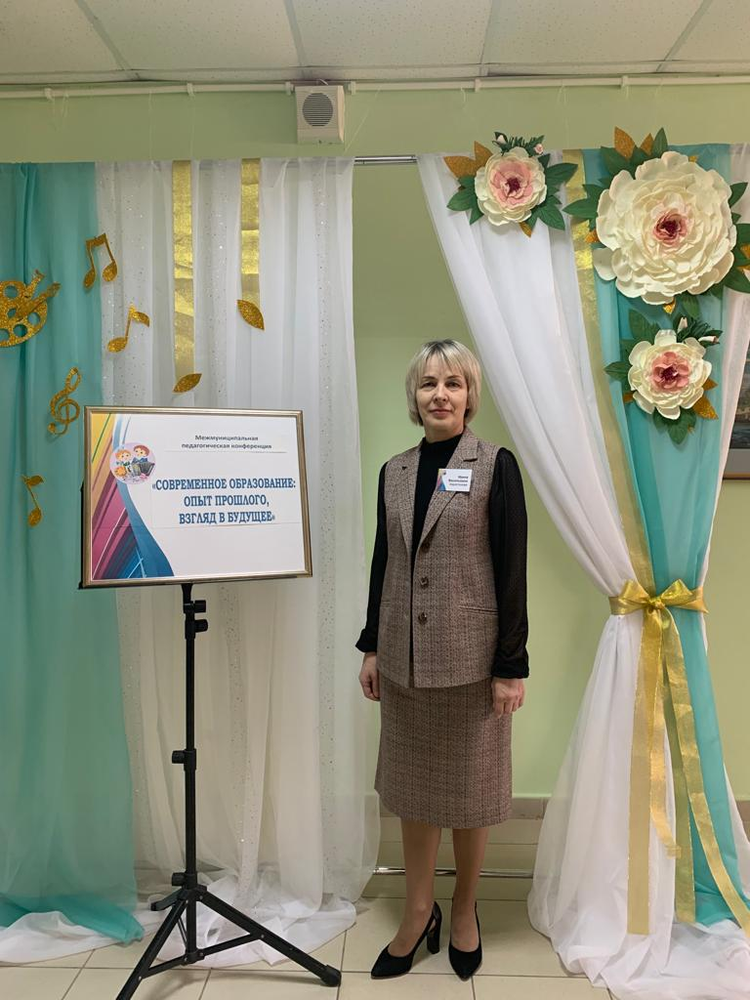 Межмуниципальная
педагогическая конференция
«СОВРЕМЕННОЕ ОБРАЗОВАНИЕ:
ОПЫТ ПРОШЛОГО,
ВЗГЛЯД В БУДУЩЕЕ»